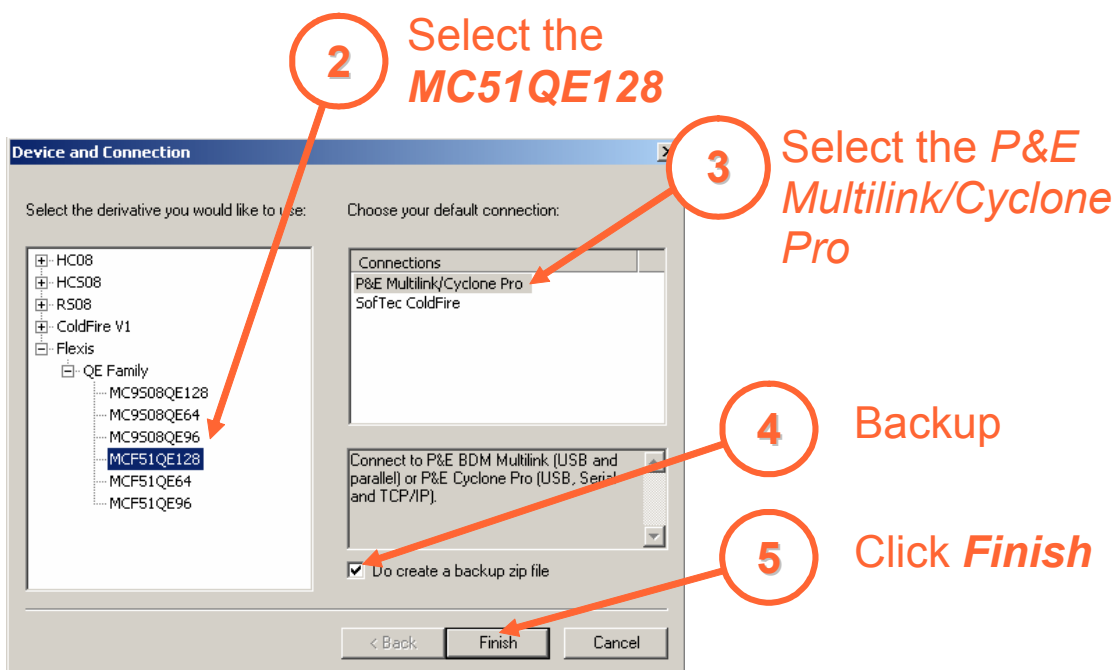 2
Select the
MC51QE128
3
Select the P&E
Multilink/Cyclone
Pro
Device and Connection
Select the derivative you would like to use:
HC08
HCS08
RS08
ColdFire V1
Flexis
QE Family
MC9S08QE128
MC9S08QE64
MC9S08QE96
MCF51QE128
MCF51QE64
MCF51QE96
Choose your default connection:
Connections
P&E Multilink/Cyclone Pro
SofTec ColdFire
Connect to P&E BDM Multilink (USB and
parallel) or P&E Cyclone Pro (USB, Serial
and TCP/IP).
Do create a backup zip file
4
Backup
5
Click Finish
< Back
Finish
Cancel